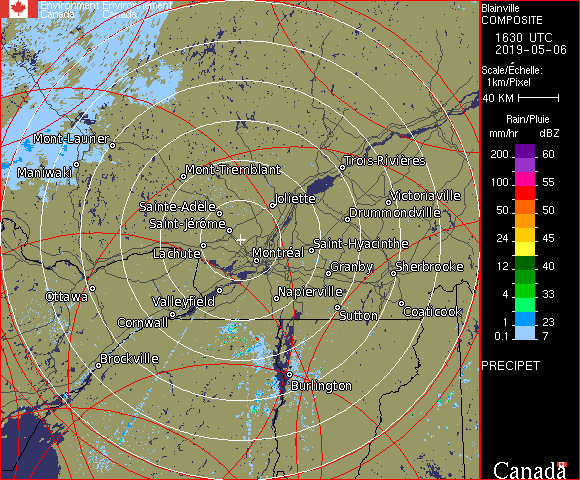 Environment Environnement
Canada Canada
Blainville
COMPOSITE
1630 UTC
2019-05-06
Scale/Échelle:
1km/Pixel
40 KM
Rain/Pluie
mm/hr dBZ
200 60
100 55
50 50
24 45
12 40
4 33
1 23
0.1 7
PRECIPET
Canada
Mont-Laurier
Maniwaki
Mont-Tremblant
Trois-Rivières
Joliette
Victoriaville
Sainte-Adèle
Drummondville
Saint-Jérôme
Lachute
Saint-Hyacinthe
Montréal
Granby
Sherbrooke
Ottawa
Valleyfield
Napierville
Cornwall
Sutton
Coaticook
Brockville
Burlington